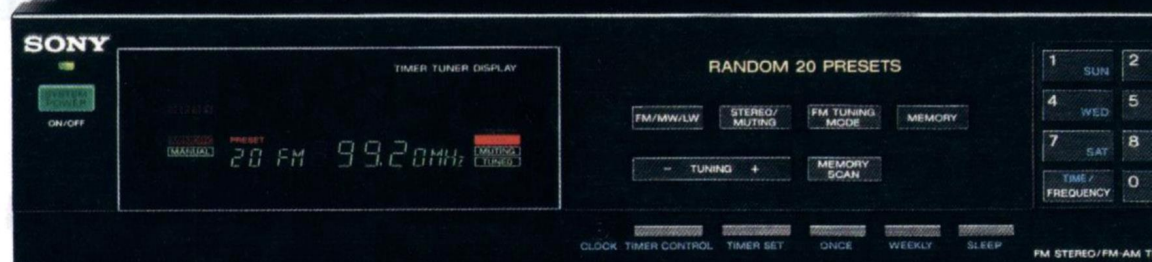 SONY
TIMER TUNER DISPLAY
SYSTEM
POWER
ON/OFF
MANUAL
PRESET
20 FM 99.20MHz
MUTING
TUNED
RANDOM 20 PRESETS
FM/MW/LW
STEREO/
MUTING
FM TUNING
MODE
MEMORY
− TUNING +
MEMORY
SCAN
1 SUN 2
4 WED 5
7 SAT 8
TIME/
FREQUENCY 0
CLOCK TIMER CONTROL TIMER SET ONCE WEEKLY SLEEP
FM STEREO/FM-AM